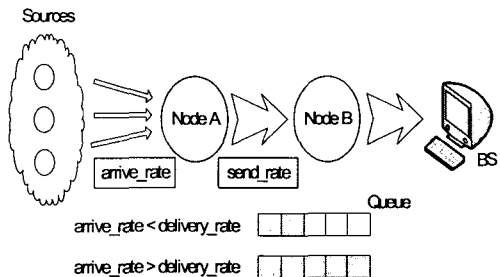 Sources
Node A
Node B
BS
arrive_rate
send_rate
Queue
arrive_rate < delivery_rate
arrive_rate > delivery_rate